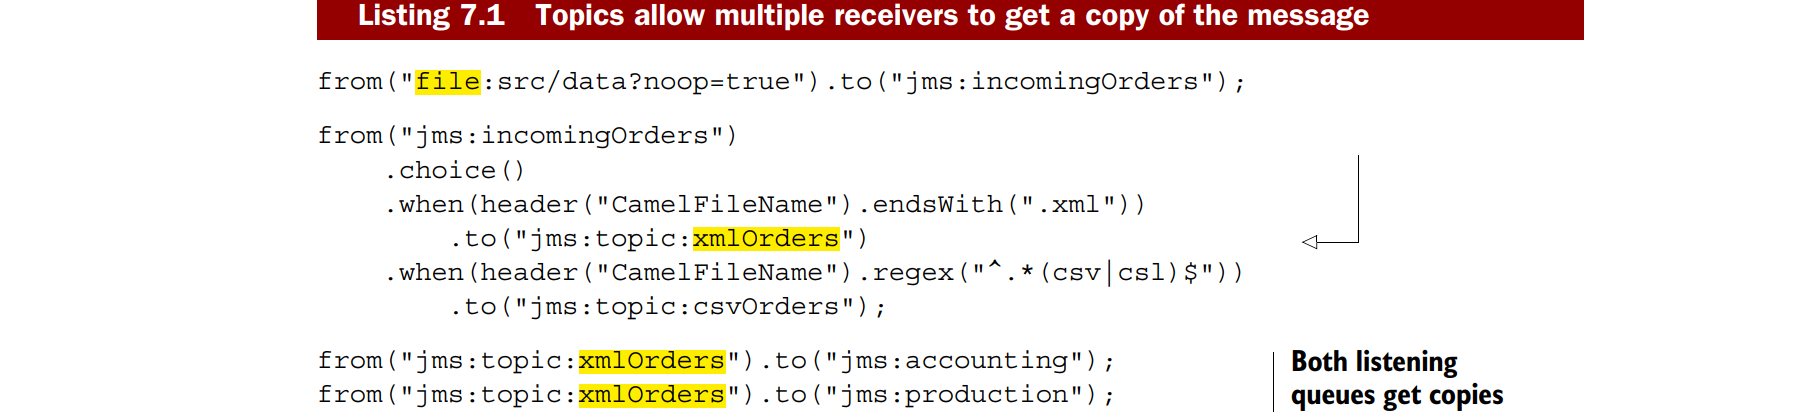 Listing 7.1 Topics allow multiple receivers to get a copy of the message
from("file:src/data?noop=true").to("jms:incomingOrders");
from("jms:incomingOrders")
.choice()
.when(header("CamelFileName").endsWith(".xml"))
.to("jms:topic:xmlOrders")
.when(header("CamelFileName").regex("^.*(csv|csl)$"))
.to("jms:topic:csvOrders");
from("jms:topic:xmlOrders").to("jms:accounting");
from("jms:topic:xmlOrders").to("jms:production");
Both listening
queues get copies